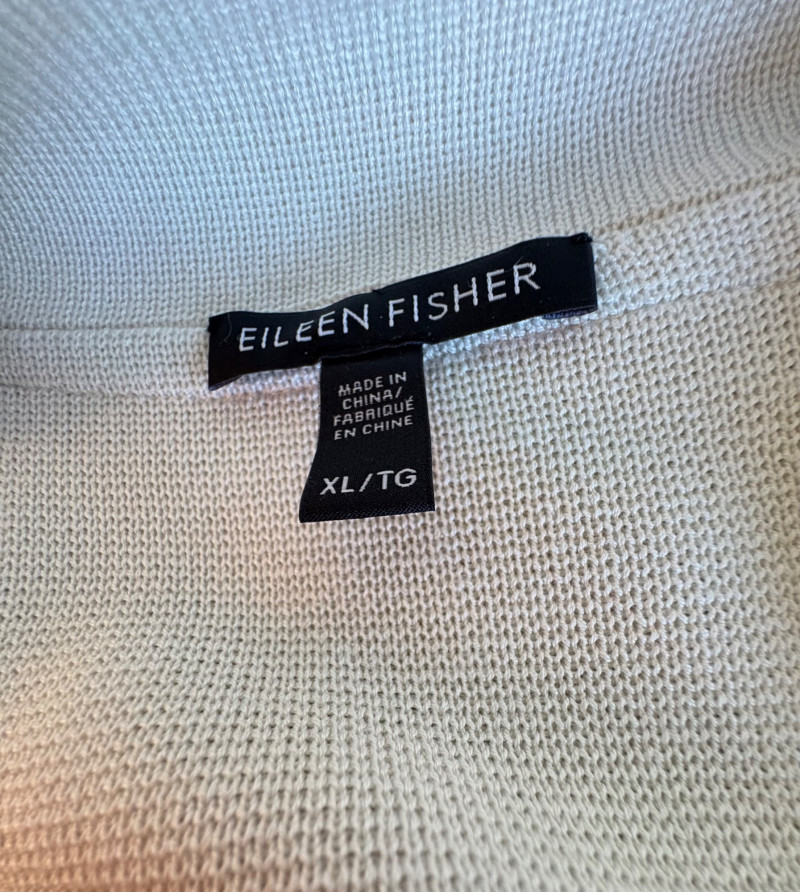 EILEEN FISHER
MADE IN
CHINA/
FABRIQUÉ
EN CHINE
XL/TG